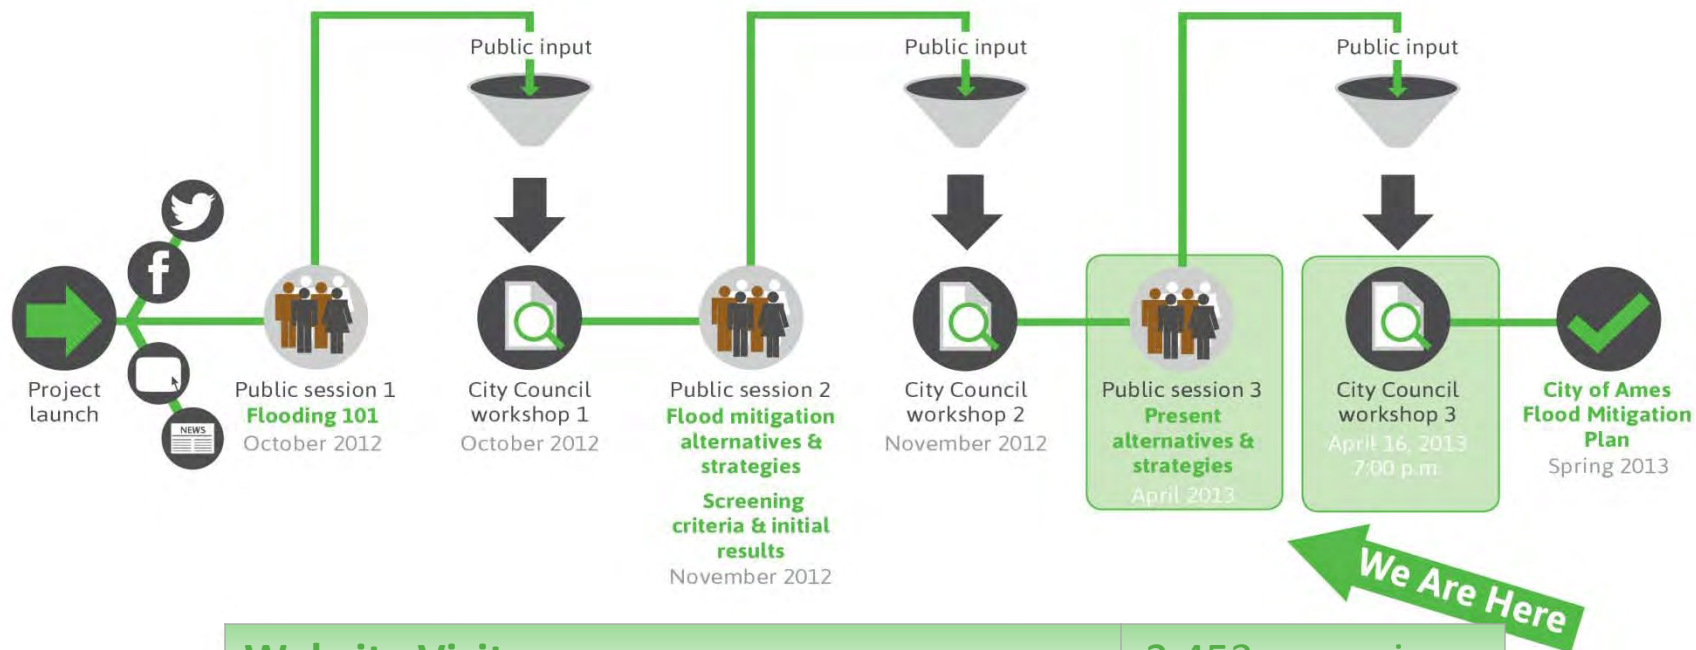 Public input
Public input
Public input
f
NEWS
Project
launch
Public session 1
Flooding 101
October 2012
City Council
workshop 1
October 2012
Public session 2
Flood mitigation
alternatives &
strategies
Screening
criteria & initial
results
November 2012
City Council
workshop 2
November 2012
Public session 3
Present
alternatives &
strategies
April 2013
City Council
workshop 3
April 16, 2013
7:00 p.m.
City of Ames
Flood Mitigation
Plan
Spring 2013
We Are Here